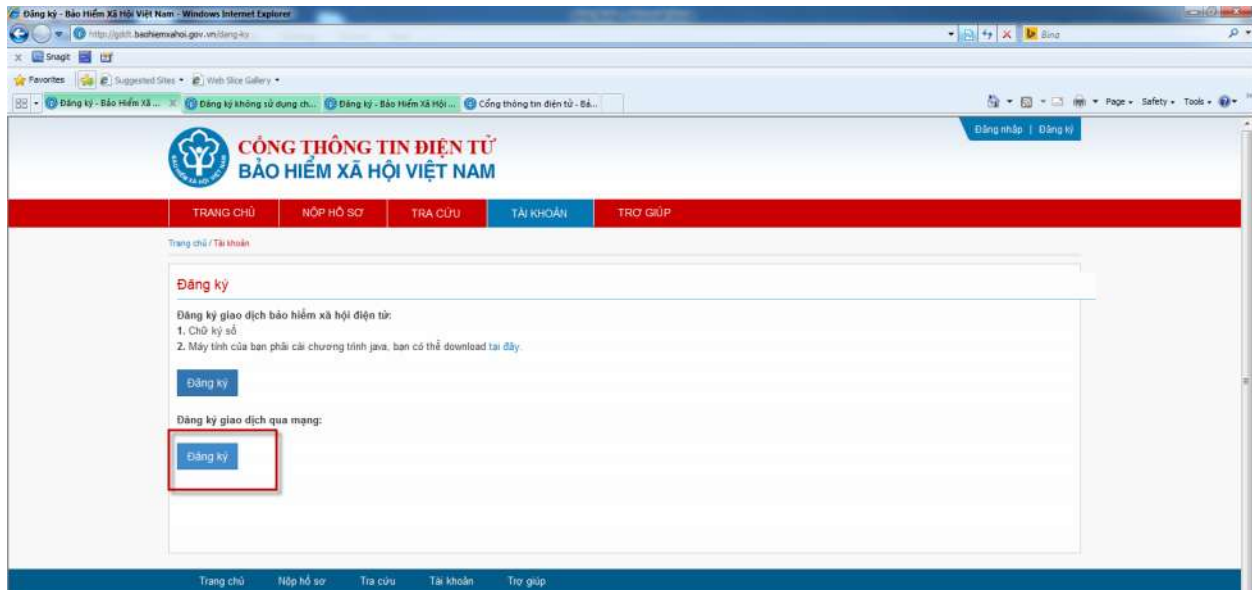 Đăng ký - Bảo Hiểm Xã Hội Việt Nam - Windows Internet Explorer
baohiemxahoi.gov.vn/dang-ky
Bing
x Snagit
Favorites Suggested Sites Web Slice Gallery
Đăng ký - Bảo Hiểm Xã ... Đăng ký không sử dụng ch... Đăng ký - Bảo Hiểm Xã Hội ... Cổng thông tin điện tử - Bả... Page Safety Tools
Đăng nhập | Đăng ký
CỔNG THÔNG TIN ĐIỆN TỬ
BẢO HIỂM XÃ HỘI VIỆT NAM
TRANG CHỦ NỘP HỒ SƠ TRA CỨU TÀI KHOẢN TRỢ GIÚP
Trang chủ / Tài khoản
Đăng ký
Đăng ký giao dịch bảo hiểm xã hội điện tử:
1. Chữ ký số
2. Máy tính của bạn phải cài chương trình java, bạn có thể download tại đây.
Đăng ký
Đăng ký giao dịch qua mạng:
Đăng ký
Trang chủ Nộp hồ sơ Tra cứu Tài khoản Trợ giúp